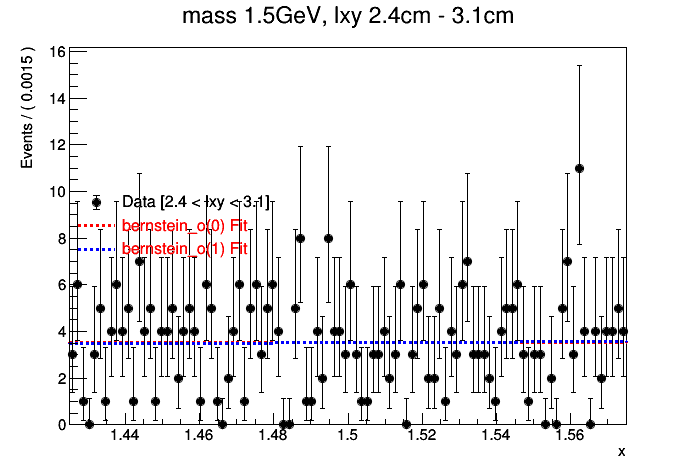 mass 1.5GeV, lxy 2.4cm - 3.1cm
Events / ( 0.0015 )
16
14
12
10
8
6
4
2
0
Data [2.4 < lxy < 3.1]
bernstein_o(0) Fit
bernstein_o(1) Fit
1.44 1.46 1.48 1.5 1.52 1.54 1.56
x